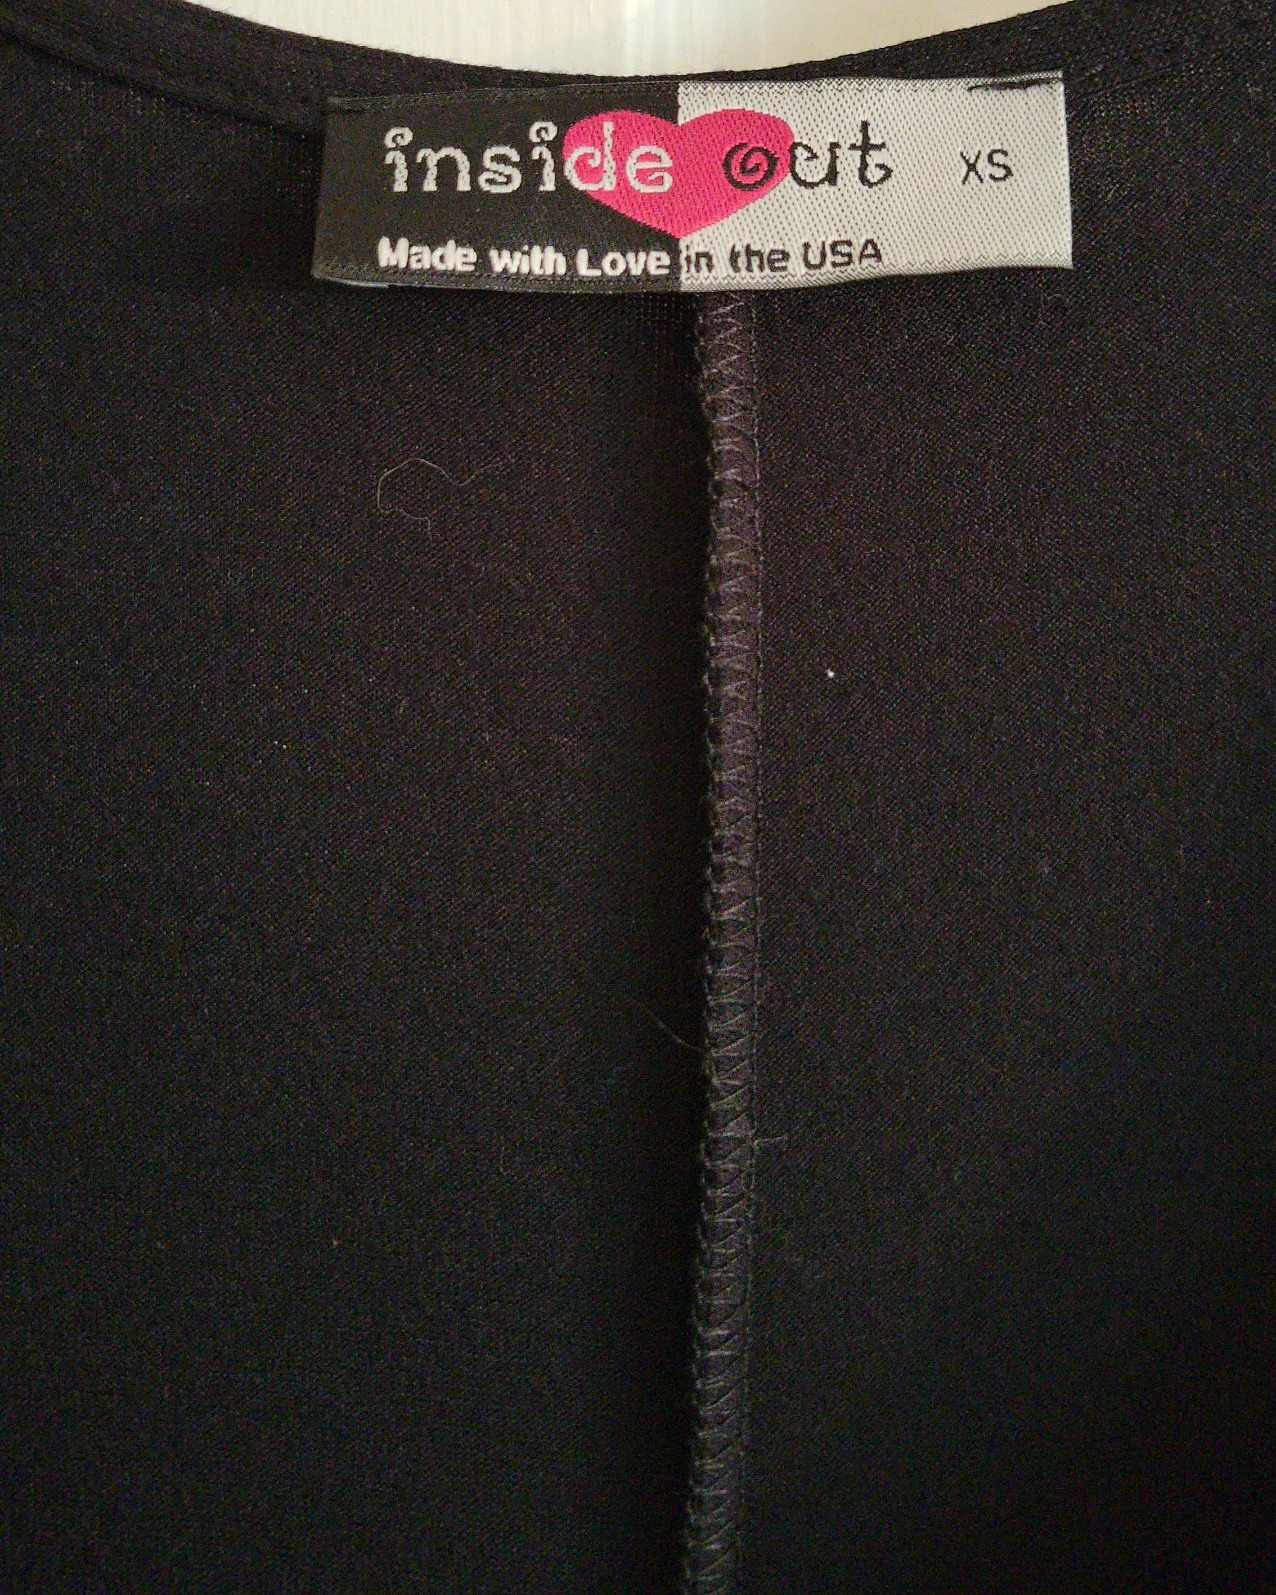 inside out XS
Made with Love in the USA